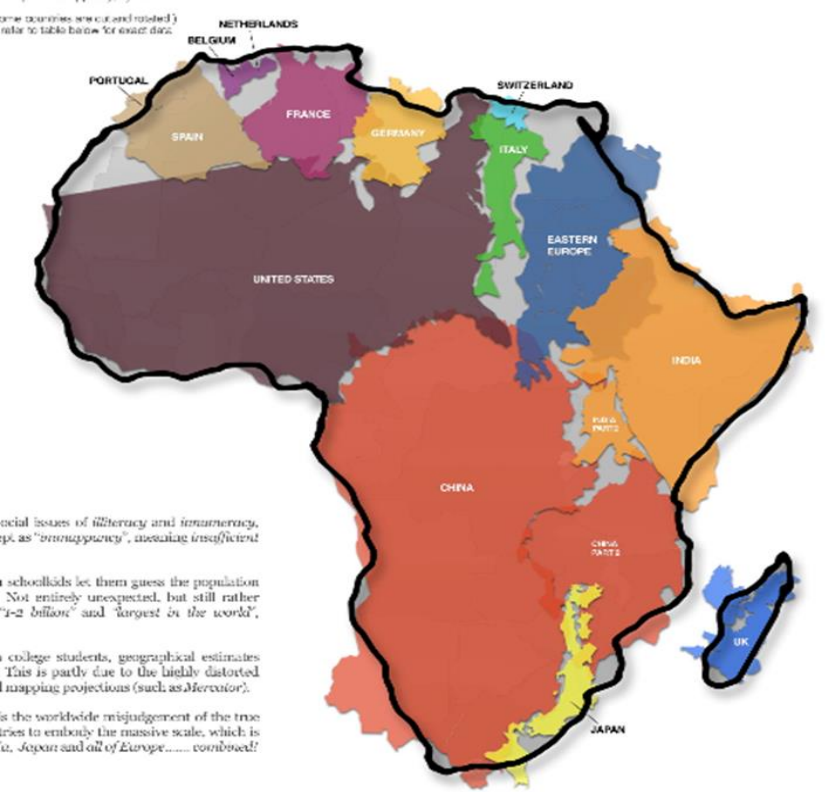 ome countries are cut and rotated )
refer to table below for exact data
NETHERLANDS
BELGIUM
PORTUGAL
SWITZERLAND
SPAIN
FRANCE
GERMANY
ITALY
EASTERN
EUROPE
UNITED STATES
INDIA
INDIA
PART 2
CHINA
CHINA
PART 2
UK
JAPAN
ocial issues of illiteracy and innumeracy,
ept as "immappancy", meaning insufficient
schoolkids let them guess the population
Not entirely unexpected, but still rather
"1-2 billion" and "largest in the world",
college students, geographical estimates
This is partly due to the highly distorted
mapping projections (such as Mercator).
is the worldwide misjudgement of the true
tries to embody the massive scale, which is
a, Japan and all of Europe....... combined!